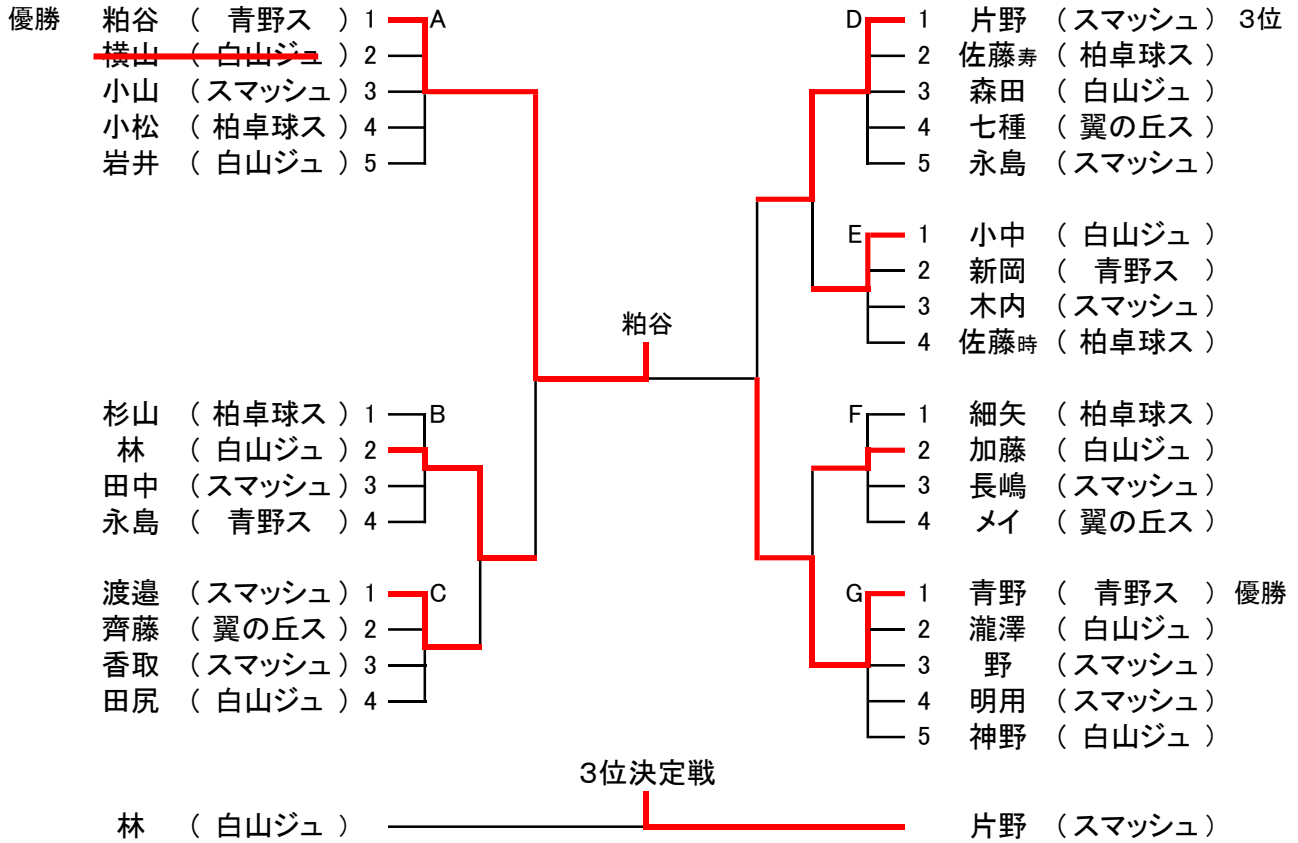 優勝 粕谷 （ 青野ス ） 1 A
横山 （ 白山ジュ ） 2
小山 （ スマッシュ ） 3
小松 （ 柏卓球ス ） 4
岩井 （ 白山ジュ ） 5
杉山 （ 柏卓球ス ） 1 B
林 （ 白山ジュ ） 2
田中 （ スマッシュ ） 3
永島 （ 青野ス ） 4
渡邉 （ スマッシュ ） 1 C
齊藤 （ 翼の丘ス ） 2
香取 （ スマッシュ ） 3
田尻 （ 白山ジュ ） 4
粕谷
D 1 片野 （ スマッシュ ） 3位
2 佐藤寿 （ 柏卓球ス ）
3 森田 （ 白山ジュ ）
4 七種 （ 翼の丘ス ）
5 永島 （ スマッシュ ）
E 1 小中 （ 白山ジュ ）
2 新岡 （ 青野ス ）
3 木内 （ スマッシュ ）
4 佐藤時 （ 柏卓球ス ）
F 1 細矢 （ 柏卓球ス ）
2 加藤 （ 白山ジュ ）
3 長嶋 （ スマッシュ ）
4 メイ （ 翼の丘ス ）
G 1 青野 （ 青野ス ） 優勝
2 瀧澤 （ 白山ジュ ）
3 野 （ スマッシュ ）
4 明用 （ スマッシュ ）
5 神野 （ 白山ジュ ）
3位決定戦
林 （ 白山ジュ ） 片野 （ スマッシュ ）